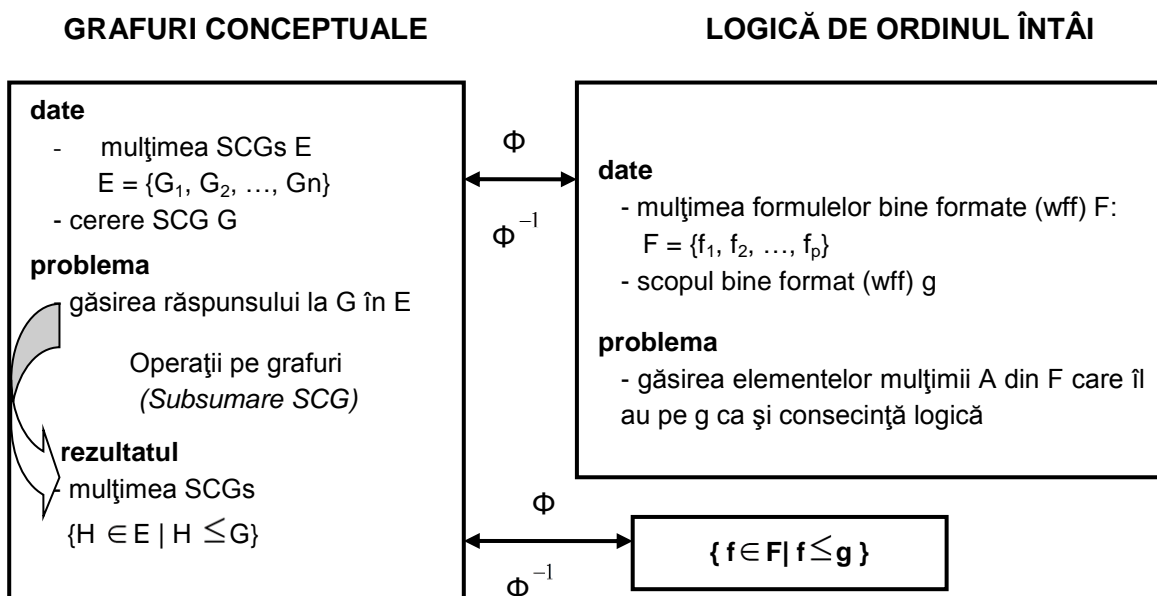 GRAFURI CONCEPTUALE
LOGICĂ DE ORDINUL ÎNTÂI
date
- mulţimea SCGs E
E = {G₁, G₂, …, Gn}
- cerere SCG G
problema
- găsirea răspunsului la G în E
Operaţii pe grafuri
(Subsumare SCG)
rezultatul
- mulţimea SCGs
{H ∈ E | H ≤ G}
Φ
Φ⁻¹
date
- mulţimea formulelor bine formate (wff) F:
F = {f₁, f₂, …, fₚ}
- scopul bine format (wff) g
problema
- găsirea elementelor mulţimii A din F care îl
au pe g ca şi consecinţă logică
Φ
Φ⁻¹
{ f ∈ F| f ≤ g }